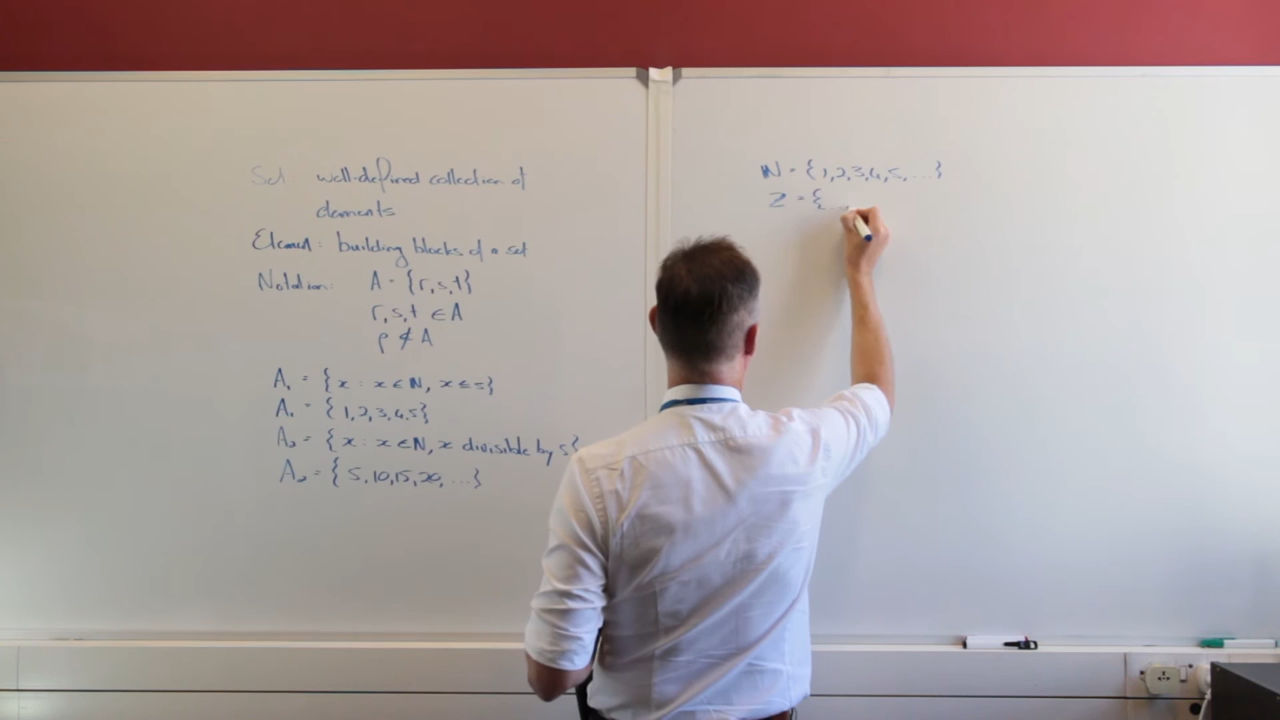 Set well-defined collection of
elements
Element: building blocks of a set
Notation: A = {r,s,t}
r,s,t ∈ A
p ∉ A
A₁ = {x : x ∈ N, x ≤ 5}
A₁ = {1,2,3,4,5}
A₂ = {x : x ∈ N, x divisible by 5}
A₂ = {5,10,15,20, ...}
N = {1,2,3,4,5, ...}
Z = {...